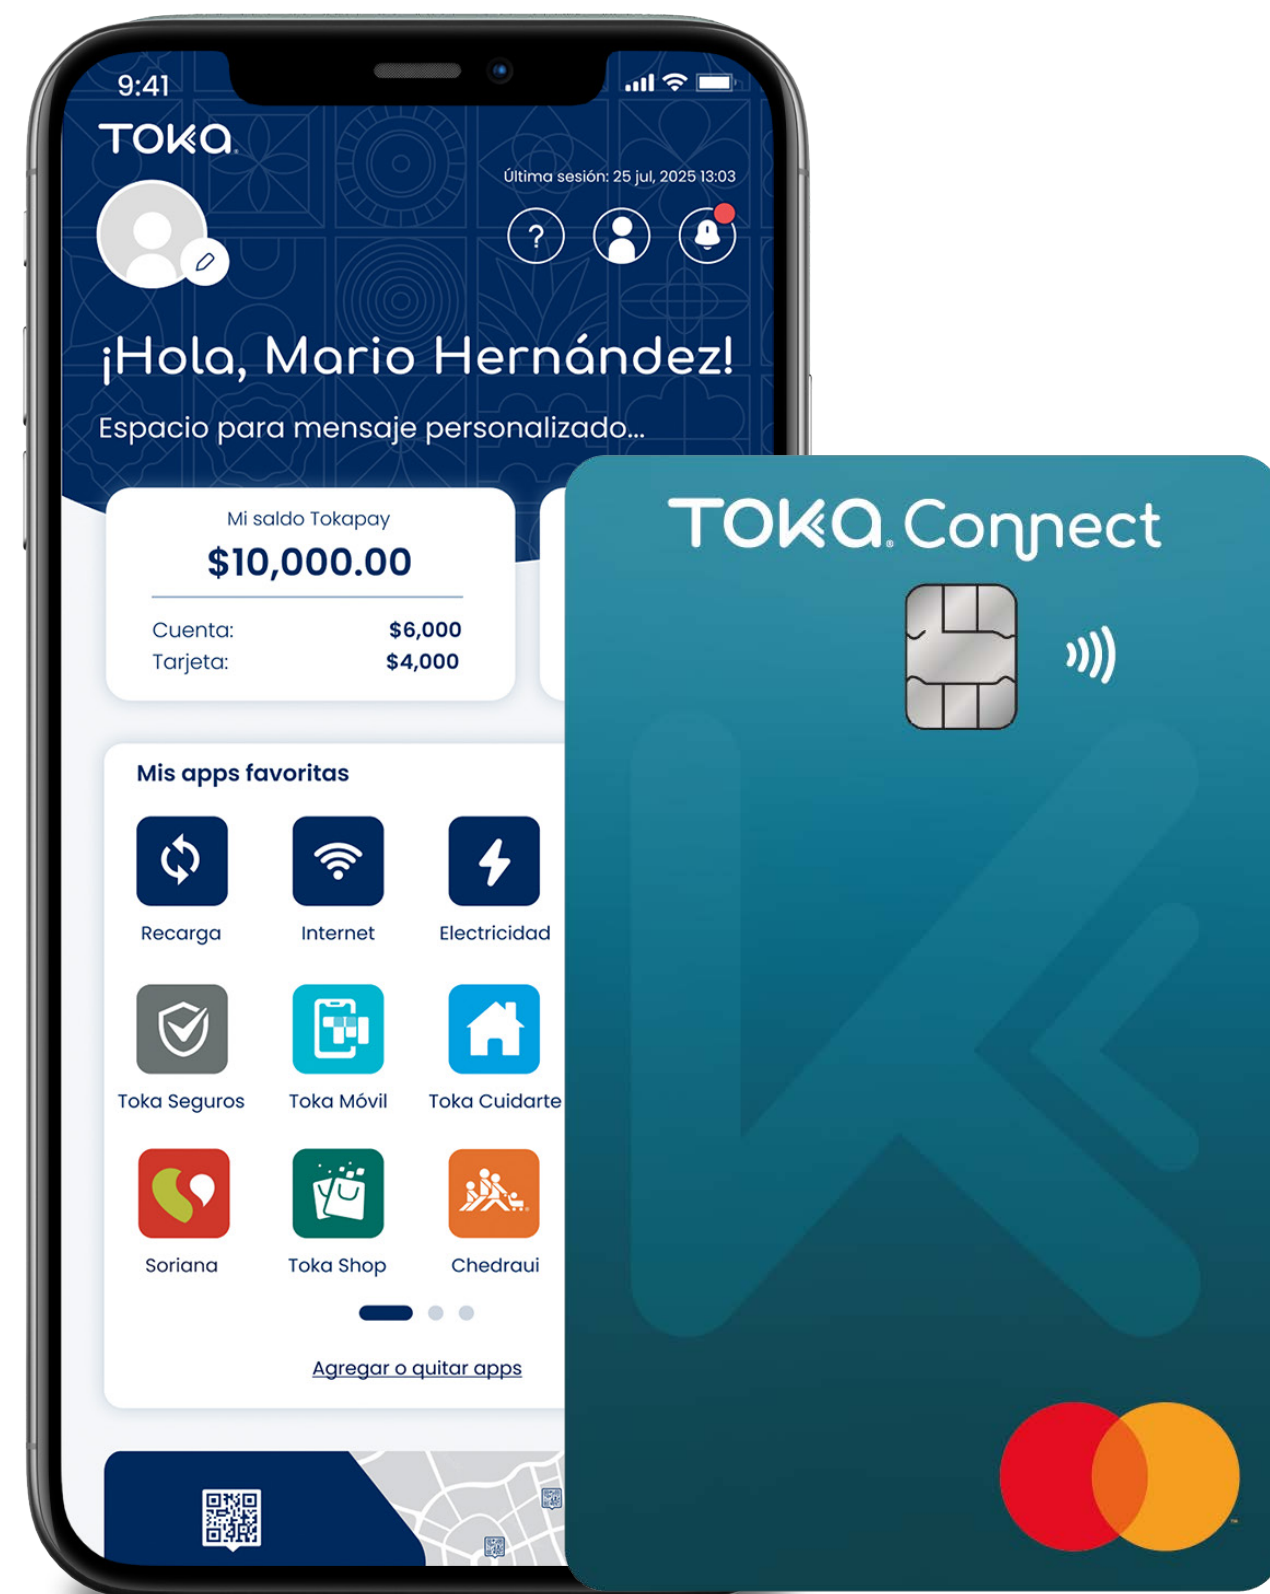 9:41
TOKA.
Última sesión: 25 jul, 2025 13:03
?
¡Hola, Mario Hernández!
Espacio para mensaje personalizado...
Mi saldo Tokapay
$10,000.00
Cuenta: $6,000
Tarjeta: $4,000
Mis apps favoritas
Recarga Internet Electricidad
Toka Seguros Toka Móvil Toka Cuidarte
Soriana Toka Shop Chedraui
Agregar o quitar apps
TOKA® Connect